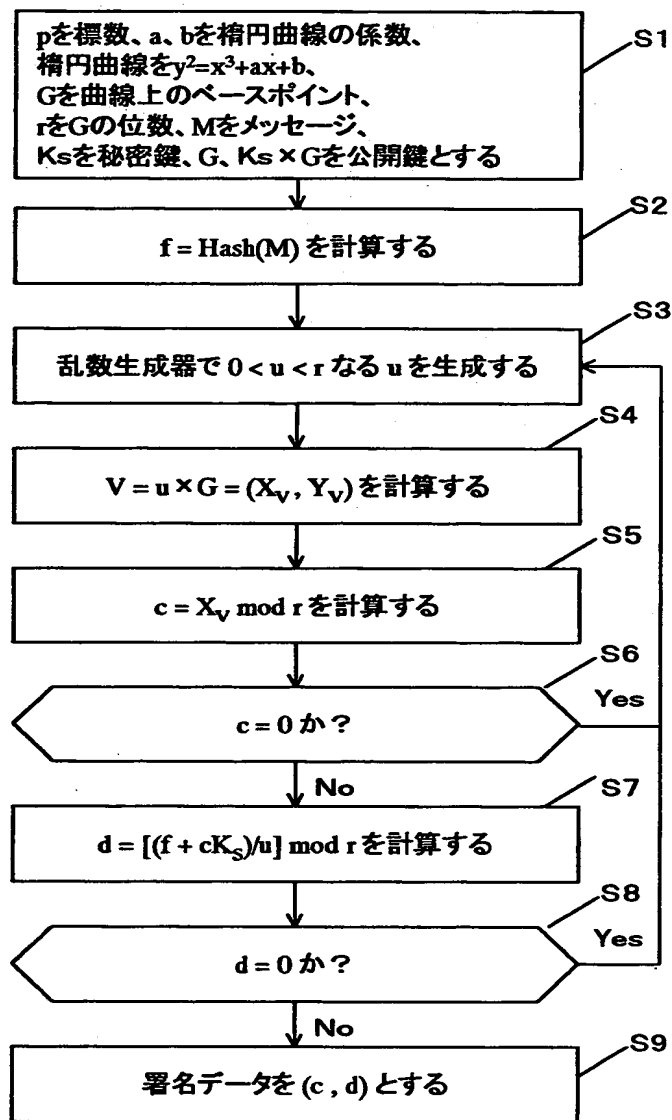 pを標数、a、bを楕円曲線の係数、
楕円曲線をy²=x³+ax+b、
Gを曲線上のベースポイント、
rをGの位数、Mをメッセージ、
Ksを秘密鍵、G、Ks×Gを公開鍵とする
S1
S2
f = Hash(M) を計算する
S3
乱数生成器で 0 < u < r なる u を生成する
S4
V = u × G = (X_V , Y_V) を計算する
S5
c = X_V mod r を計算する
S6
Yes
c = 0 か？
No
S7
d = [(f + cK_S)/u] mod r を計算する
S8
Yes
d = 0 か？
No
S9
署名データを (c , d) とする